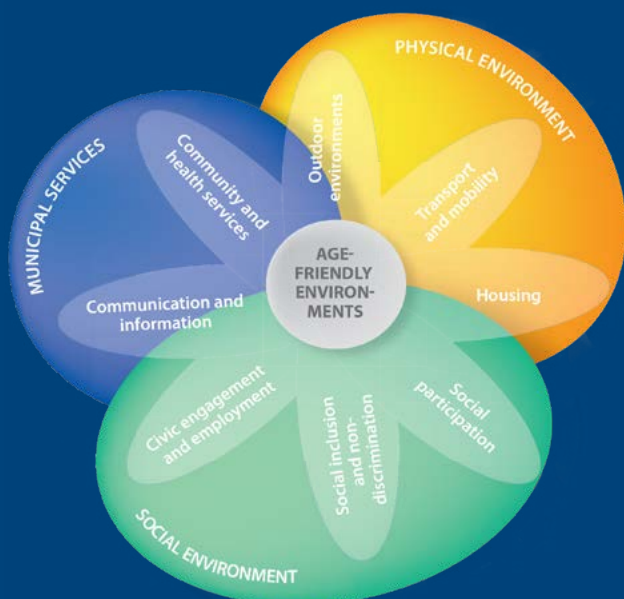 PHYSICAL ENVIRONMENT
MUNICIPAL SERVICES
Community and
health services
Outdoor
environments
Transport
and mobility
AGE-
FRIENDLY
ENVIRON-
MENTS
Communication and
information
Housing
Civic engagement
and employment
Social inclusion
and non-
discrimination
Social
participation
SOCIAL ENVIRONMENT